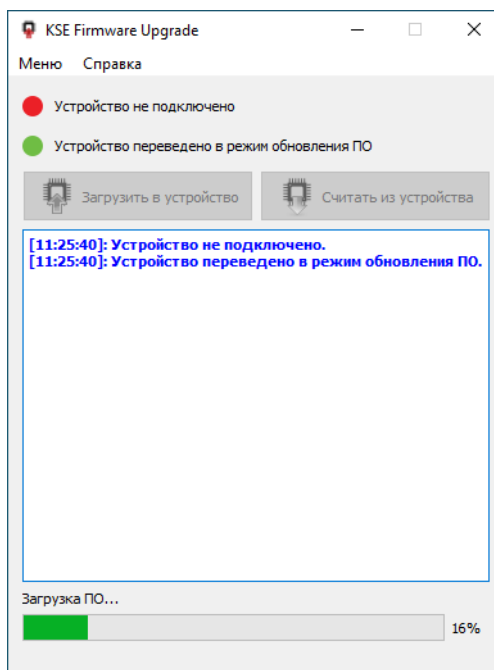 KSE Firmware Upgrade
Меню Справка
Устройство не подключено
Устройство переведено в режим обновления ПО
Загрузить в устройство Считать из устройства
[11:25:40]: Устройство не подключено.
[11:25:40]: Устройство переведено в режим обновления ПО.
Загрузка ПО...
16%